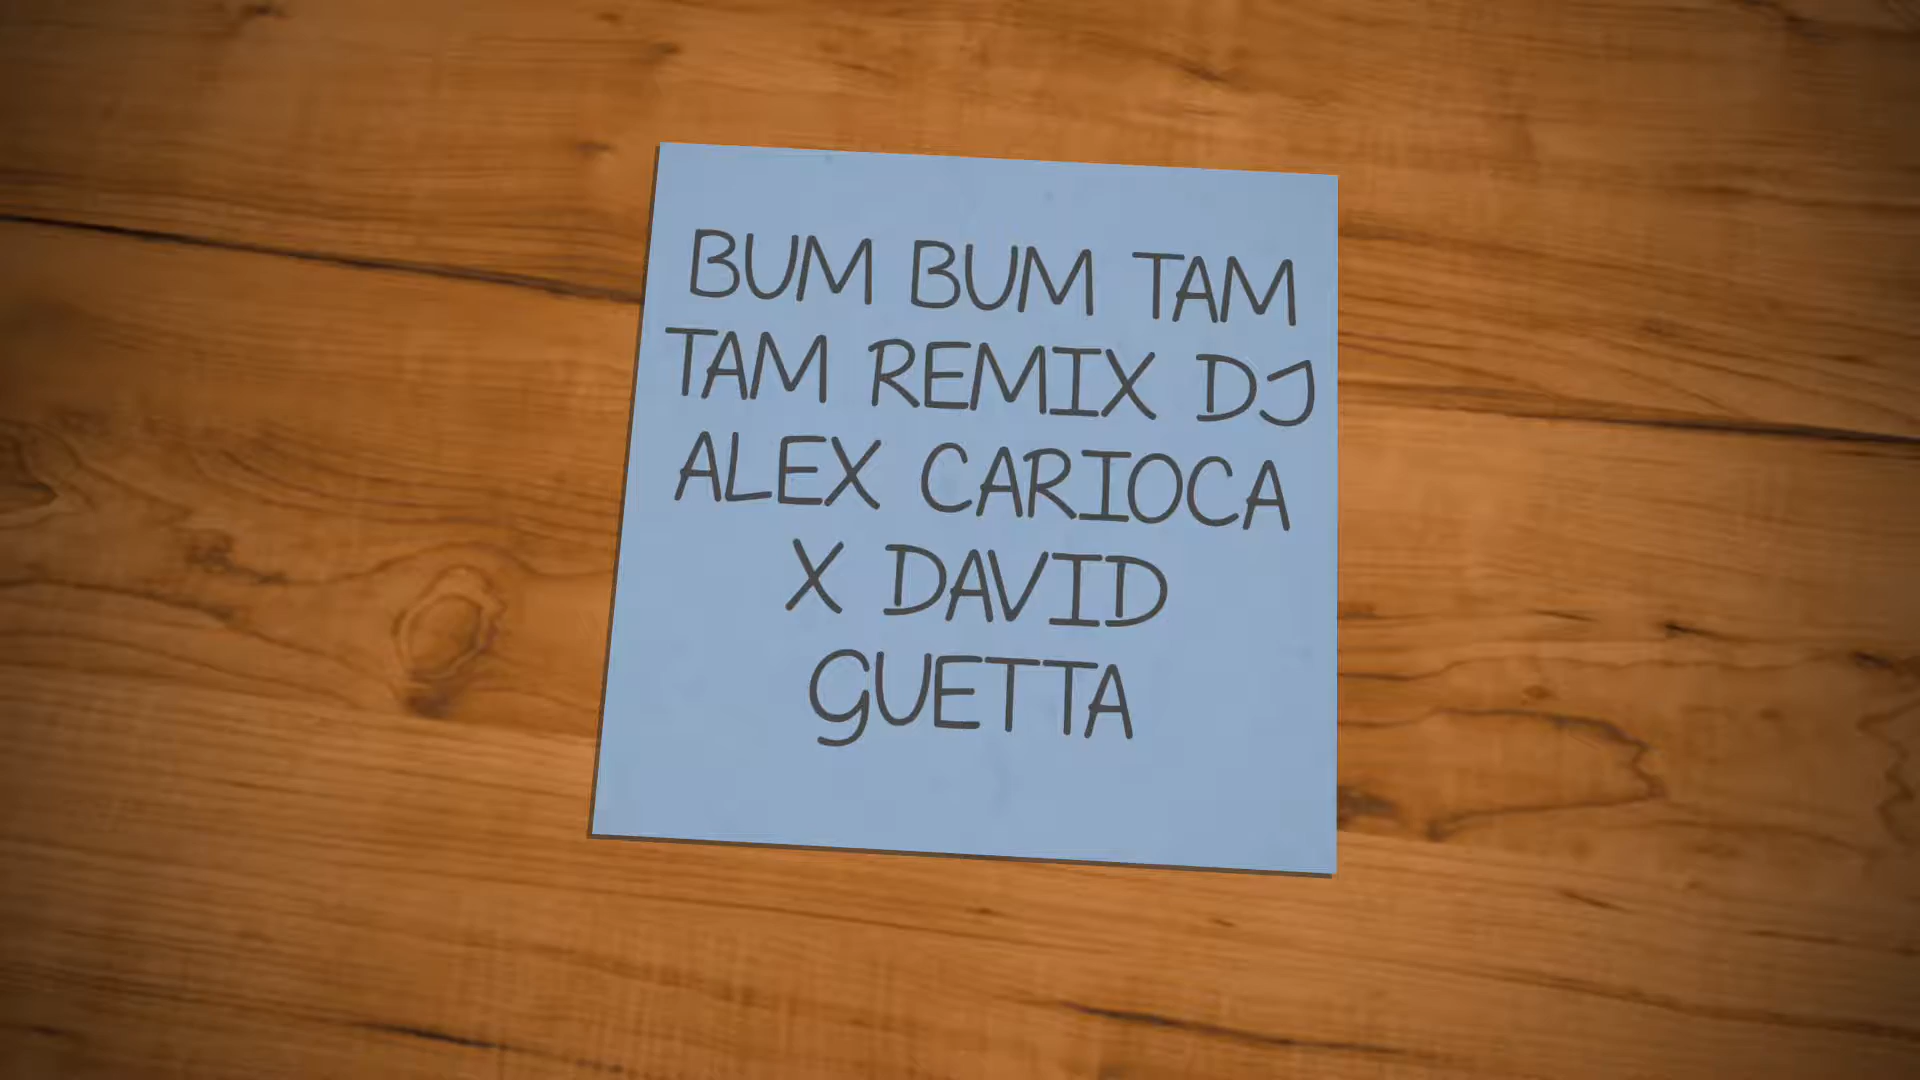 BUM BUM TAM
TAM REMIX DJ
ALEX CARIOCA
X DAVID
GUETTA